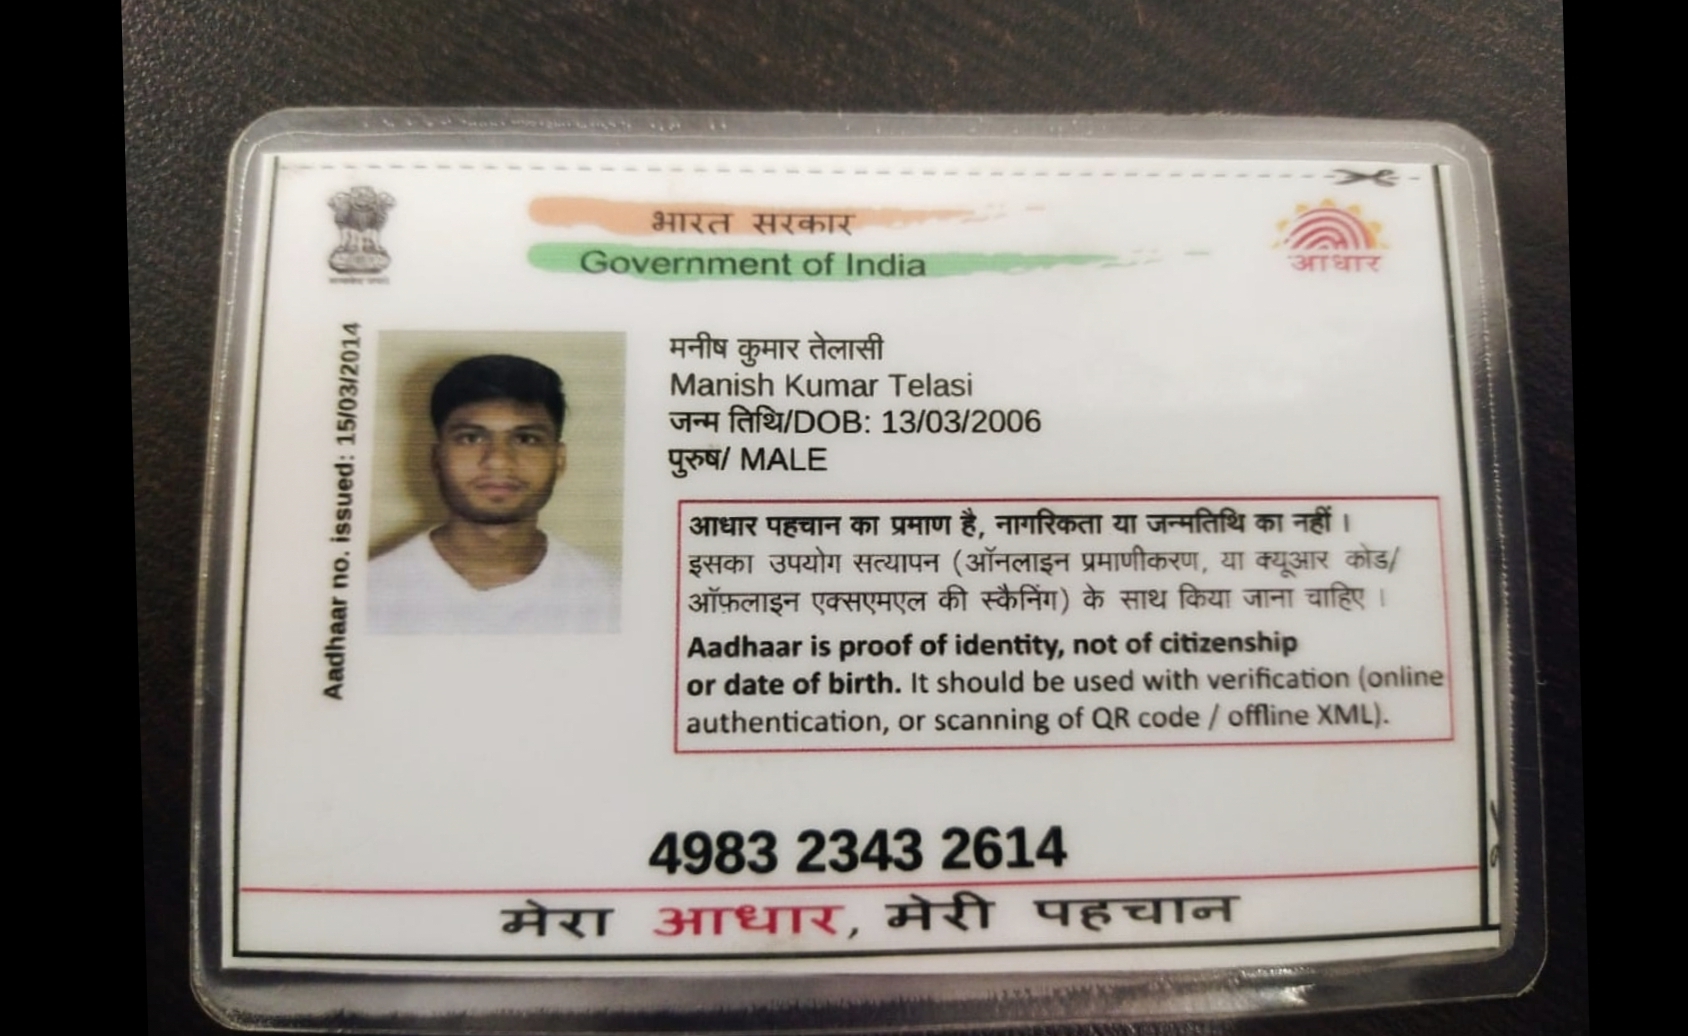 भारत सरकार
Government of India
आधार
Aadhaar no. issued: 15/03/2014
मनीष कुमार तेलासी
Manish Kumar Telasi
जन्म तिथि/DOB: 13/03/2006
पुरुष/ MALE
आधार पहचान का प्रमाण है, नागरिकता या जन्मतिथि का नहीं ।
इसका उपयोग सत्यापन (ऑनलाइन प्रमाणीकरण, या क्यूआर कोड/
ऑफ़लाइन एक्सएमएल की स्कैनिंग) के साथ किया जाना चाहिए ।
Aadhaar is proof of identity, not of citizenship
or date of birth. It should be used with verification (online
authentication, or scanning of QR code / offline XML).
4983 2343 2614
मेरा आधार, मेरी पहचान